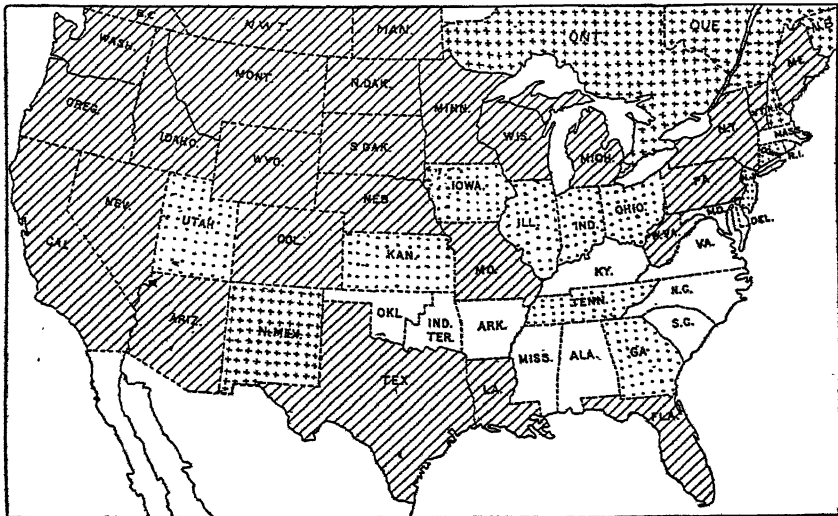 B.C.
N.W.T.
MAN.
ONT.
QUE
N.B.
WASH.
MONT.
N.DAK.
MINN.
ME.
OREG.
IDAHO.
WYO.
S.DAK.
WIS.
MICH.
N.Y.
VT.
N.H.
MASS.
R.I.
NEV.
UTAH
COL.
NEB.
IOWA.
ILL.
IND.
OHIO.
PA.
N.J.
MD.
DEL.
CAL.
KAN.
MO.
KY.
W.VA.
VA.
ARIZ.
N.MEX.
OKL.
IND.
TER.
ARK.
TENN.
N.C.
S.C.
TEX.
LA.
MISS.
ALA.
GA.
FLA.